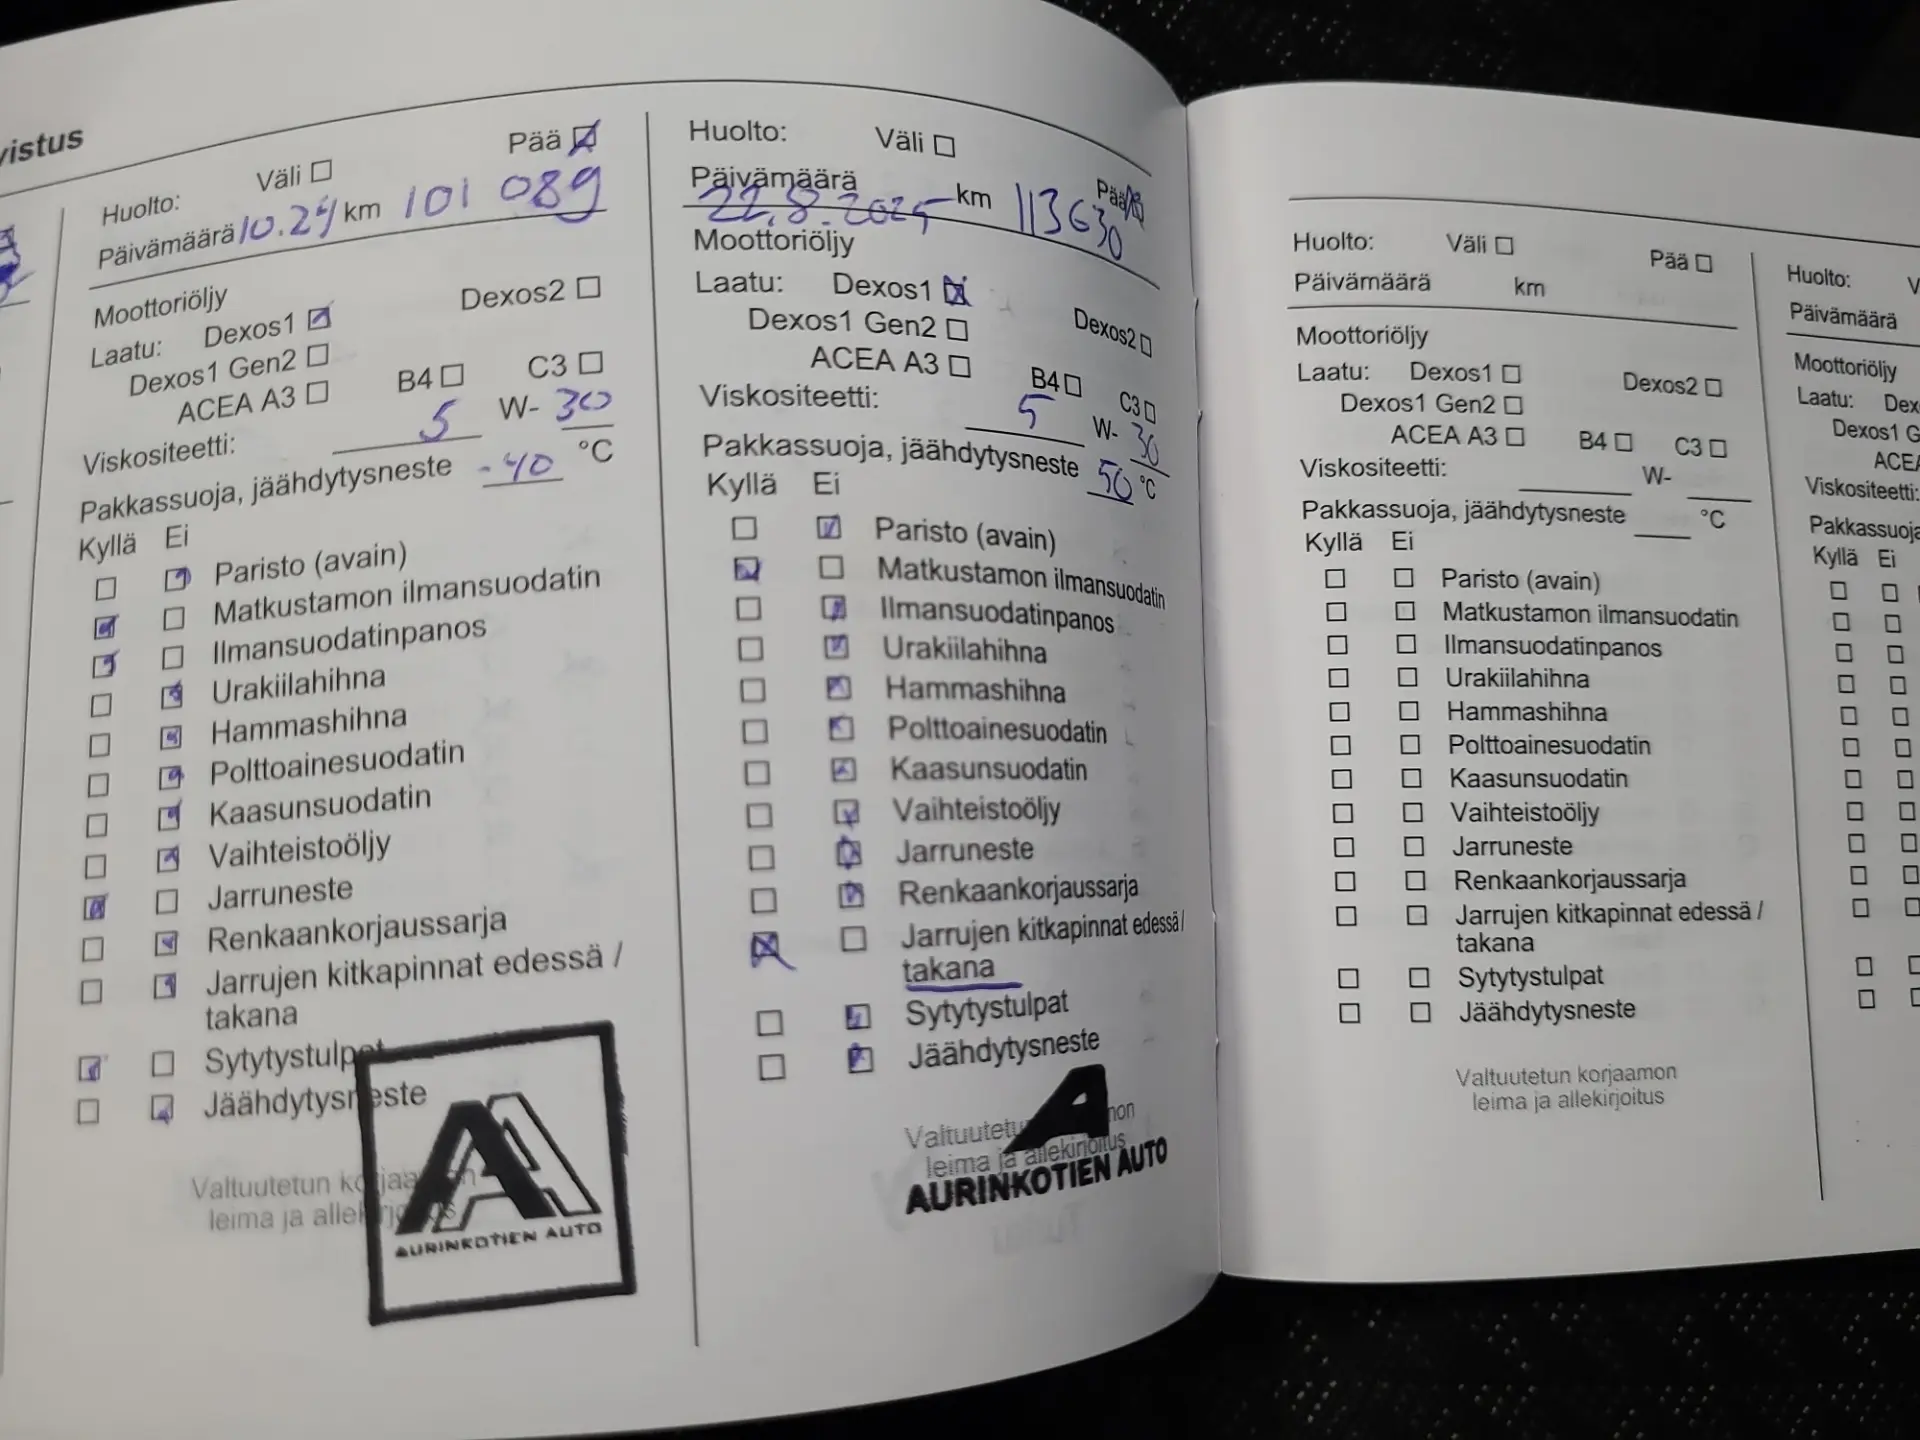 vistus
Huolto: Väli ☐ Pää ☒
Päivämäärä 10.24 km 101 089
Moottoriöljy
Laatu: Dexos1 ☒ Dexos2 ☐
Dexos1 Gen2 ☐
ACEA A3 ☐ B4 ☐ C3 ☐
Viskositeetti: 5 W- 30
Pakkassuoja, jäähdytysneste -40 °C
Kyllä Ei
☐ ☒ Paristo (avain)
☒ ☐ Matkustamon ilmansuodatin
☒ ☐ Ilmansuodatinpanos
☐ ☒ Urakiilahihna
☐ ☒ Hammashihna
☐ ☒ Polttoainesuodatin
☐ ☒ Kaasunsuodatin
☐ ☒ Vaihteistoöljy
☒ ☐ Jarruneste
☐ ☒ Renkaankorjaussarja
☐ ☒ Jarrujen kitkapinnat edessä /
takana
☒ ☐ Sytytystulpat
☐ ☒ Jäähdytysneste
Valtuutetun korjaamon
leima ja allekirjoitus
AURINKOTIEN AUTO
Huolto: Väli ☐ Pää ☒
Päivämäärä 22.8.2025 km 113630
Moottoriöljy
Laatu: Dexos1 ☒ Dexos2 ☐
Dexos1 Gen2 ☐
ACEA A3 ☐ B4 ☐ C3 ☐
Viskositeetti: 5 W- 30
Pakkassuoja, jäähdytysneste 50 °C
Kyllä Ei
☐ ☒ Paristo (avain)
☒ ☐ Matkustamon ilmansuodatin
☐ ☒ Ilmansuodatinpanos
☐ ☒ Urakiilahihna
☐ ☒ Hammashihna
☐ ☒ Polttoainesuodatin
☐ ☒ Kaasunsuodatin
☐ ☒ Vaihteistoöljy
☐ ☒ Jarruneste
☐ ☒ Renkaankorjaussarja
☒ ☐ Jarrujen kitkapinnat edessä /
takana
☐ ☒ Sytytystulpat
☐ ☒ Jäähdytysneste
Valtuutetun korjaamon
leima ja allekirjoitus
AURINKOTIEN AUTO
Huolto: Väli ☐ Pää ☐
Päivämäärä km
Moottoriöljy
Laatu: Dexos1 ☐ Dexos2 ☐
Dexos1 Gen2 ☐
ACEA A3 ☐ B4 ☐ C3 ☐
Viskositeetti: W-
Pakkassuoja, jäähdytysneste °C
Kyllä Ei
☐ ☐ Paristo (avain)
☐ ☐ Matkustamon ilmansuodatin
☐ ☐ Ilmansuodatinpanos
☐ ☐ Urakiilahihna
☐ ☐ Hammashihna
☐ ☐ Polttoainesuodatin
☐ ☐ Kaasunsuodatin
☐ ☐ Vaihteistoöljy
☐ ☐ Jarruneste
☐ ☐ Renkaankorjaussarja
☐ ☐ Jarrujen kitkapinnat edessä /
takana
☐ ☐ Sytytystulpat
☐ ☐ Jäähdytysneste
Valtuutetun korjaamon
leima ja allekirjoitus
Huolto: V
Päivämäärä
Moottoriöljy
Laatu: Dex
Dexos1 G
ACEA
Viskositeetti:
Pakkassuoja
Kyllä Ei